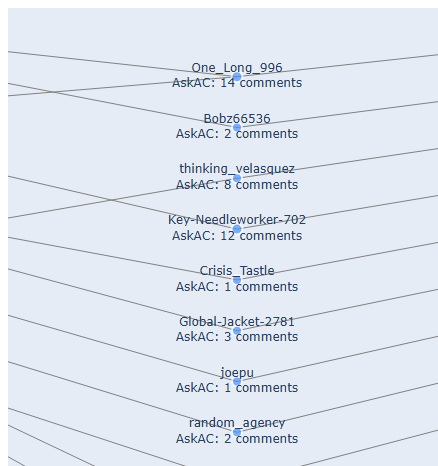 One_Long_996
AskAC: 14 comments
Bobz66536
AskAC: 2 comments
thinking_velasquez
AskAC: 8 comments
Key-Needleworker-702
AskAC: 12 comments
Crisis_Tastle
AskAC: 1 comments
Global-Jacket-2781
AskAC: 3 comments
joepu
AskAC: 1 comments
random_agency
AskAC: 2 comments